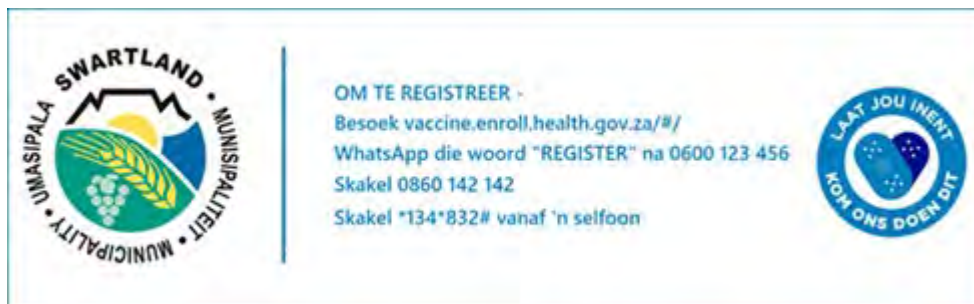 SWARTLAND • MUNISIPALITEIT • MUNICIPALITY • UMASIPALA
OM TE REGISTREER -
Besoek vaccine.enroll.health.gov.za/#/
WhatsApp die woord "REGISTER" na 0600 123 456
Skakel 0860 142 142
Skakel *134*832# vanaf 'n selfoon
LAAT JOU INENT
KOM ONS DOEN DIT